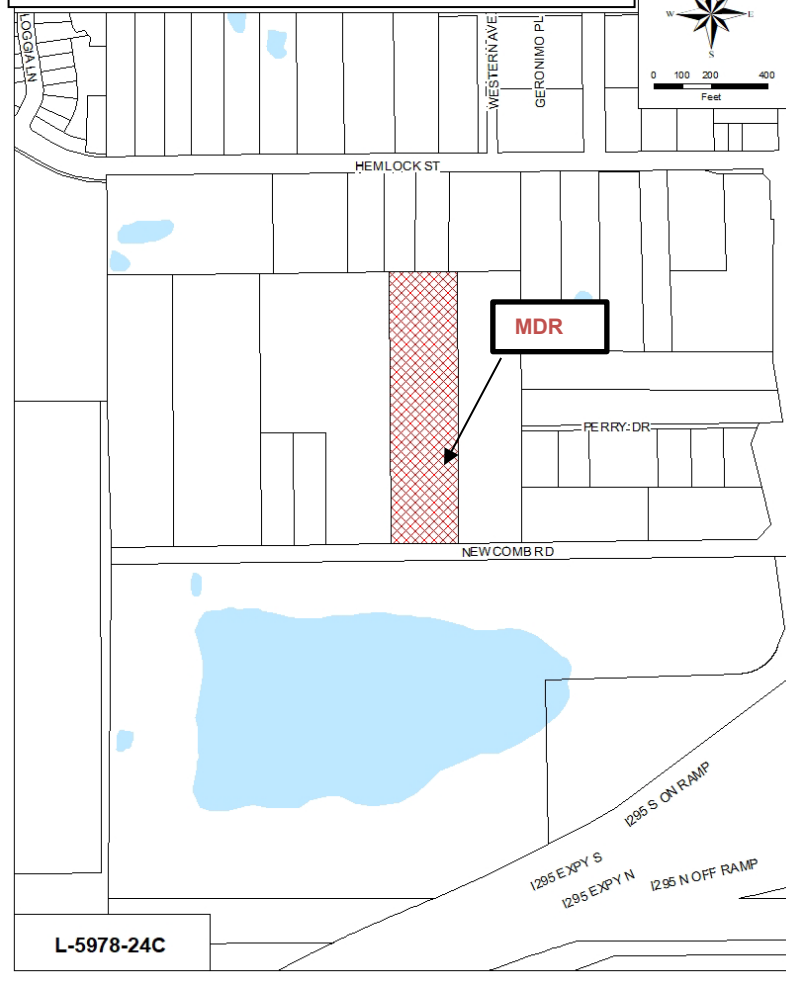 W E
S
0 100 200 400
Feet
LOGGIA LN
WESTERN AVE
GERONIMO PL
HEMLOCK ST
MDR
PERRY DR
NEWCOMB RD
I295 S ON RAMP
I295 EXPY S
I295 EXPY N
I295 N OFF RAMP
L-5978-24C